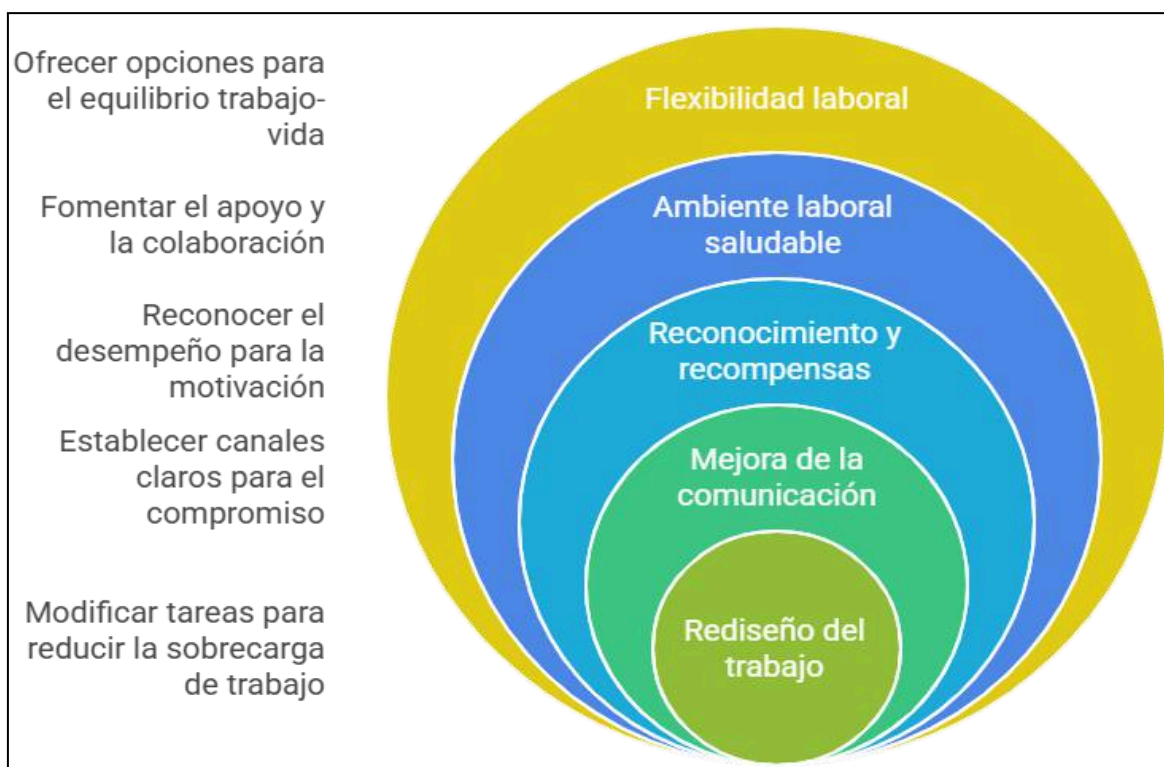 Ofrecer opciones para
el equilibrio trabajo-
vida
Flexibilidad laboral
Fomentar el apoyo y
la colaboración
Ambiente laboral
saludable
Reconocer el
desempeño para la
motivación
Reconocimiento y
recompensas
Establecer canales
claros para el
compromiso
Mejora de la
comunicación
Modificar tareas para
reducir la sobrecarga
de trabajo
Rediseño del
trabajo